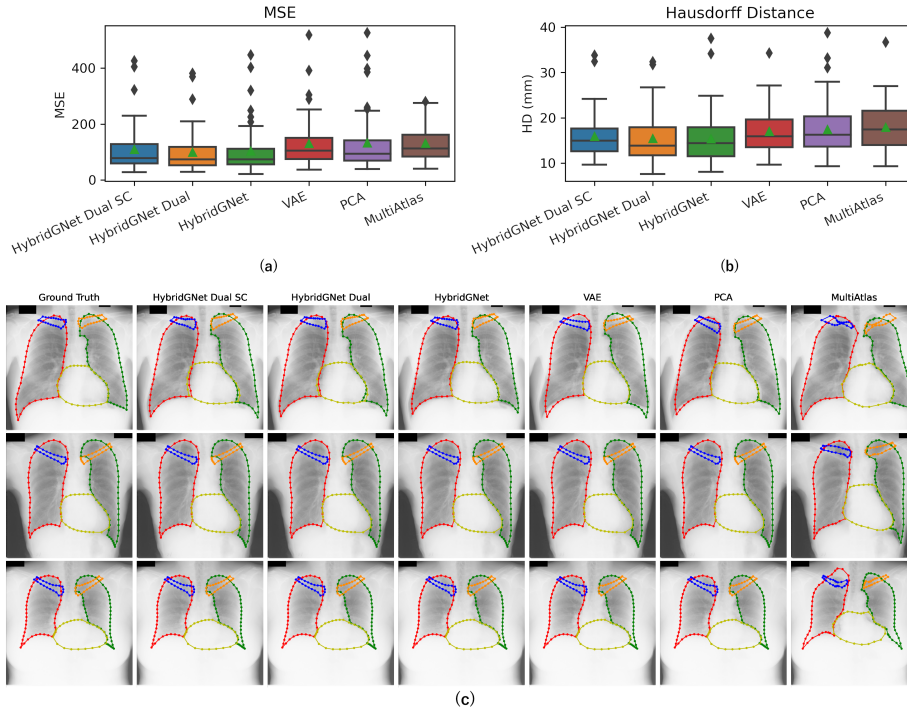 MSE
Hausdorff Distance
MSE
400
200
0
HybridGNet Dual SC
HybridGNet Dual
HybridGNet
VAE
PCA
MultiAtlas
HD (mm)
40
30
20
10
HybridGNet Dual SC
HybridGNet Dual
HybridGNet
VAE
PCA
MultiAtlas
(a)
(b)
Ground Truth HybridGNet Dual SC HybridGNet Dual HybridGNet VAE PCA MultiAtlas
(c)